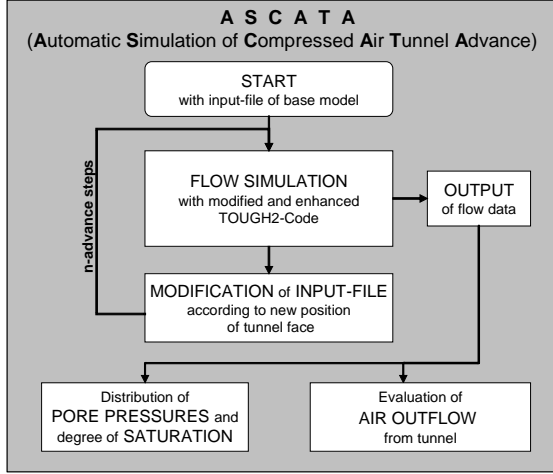 A S C A T A
(Automatic Simulation of Compressed Air Tunnel Advance)
START
with input-file of base model
n-advance steps
FLOW SIMULATION
with modified and enhanced
TOUGH2-Code
OUTPUT
of flow data
MODIFICATION of INPUT-FILE
according to new position
of tunnel face
Distribution of
PORE PRESSURES and
degree of SATURATION
Evaluation of
AIR OUTFLOW
from tunnel